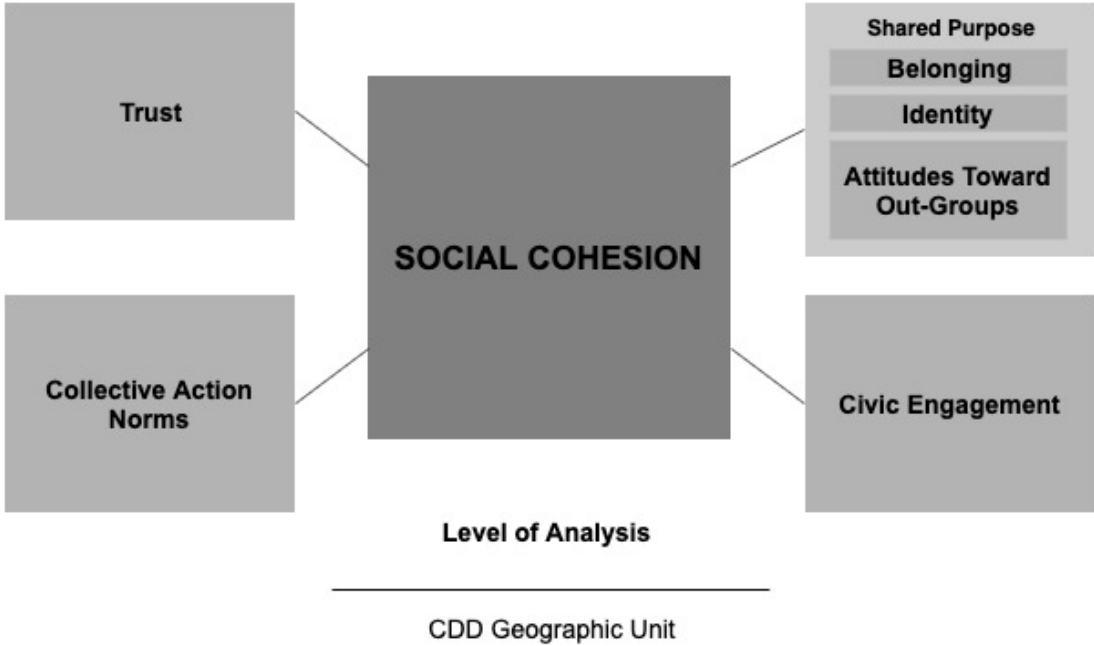 Trust
Shared Purpose
Belonging
Identity
Attitudes Toward
Out-Groups
SOCIAL COHESION
Collective Action
Norms
Civic Engagement
Level of Analysis
CDD Geographic Unit